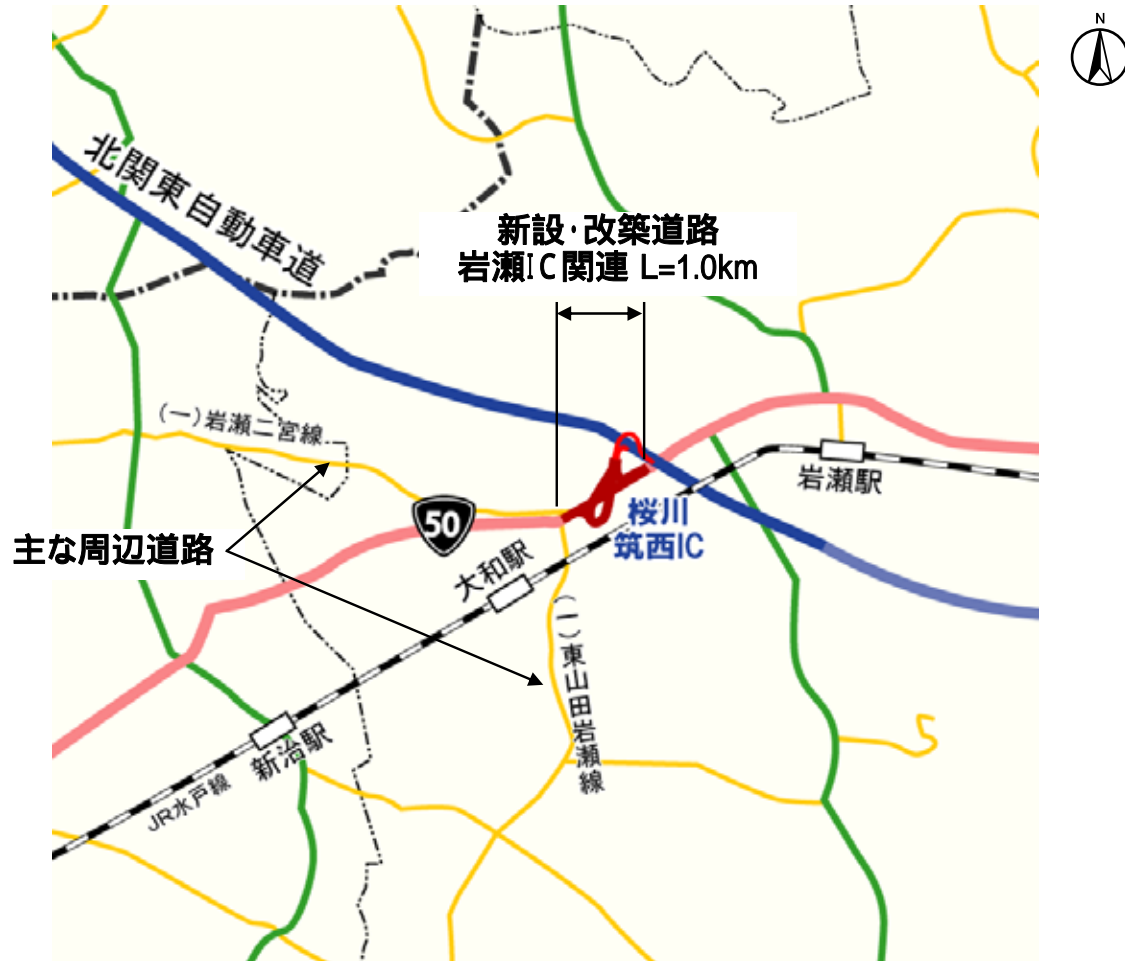 N
北関東自動車道
新設・改築道路
岩瀬IC関連 L=1.0km
(一)岩瀬二宮線
岩瀬駅
50
桜川
筑西IC
主な周辺道路
大和駅
(一)東山田岩瀬線
新治駅
JR水戸線